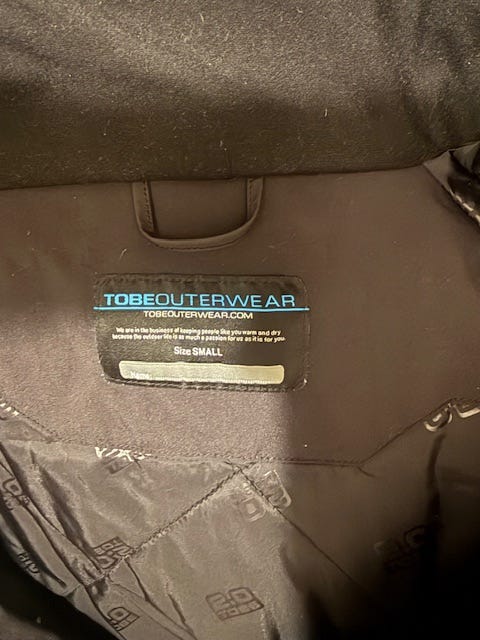 TOBEOUTERWEAR
TOBEOUTERWEAR.COM
We are in the business of keeping people like you warm and dry
because the outdoor life is as much a passion for us as it is for you.
Size SMALL
Name: